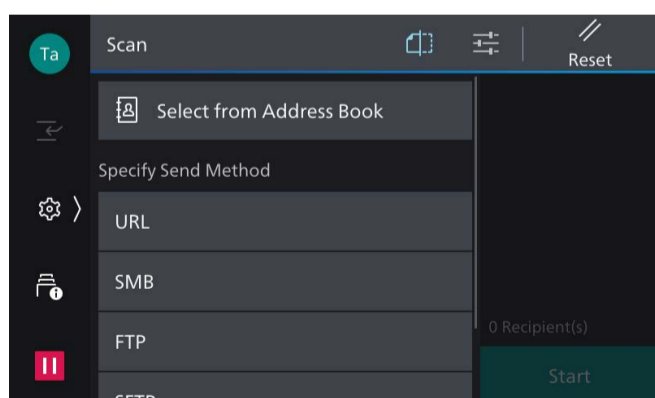 Ta
Scan
Reset
Select from Address Book
Specify Send Method
URL
SMB
FTP
0 Recipient(s)
Start